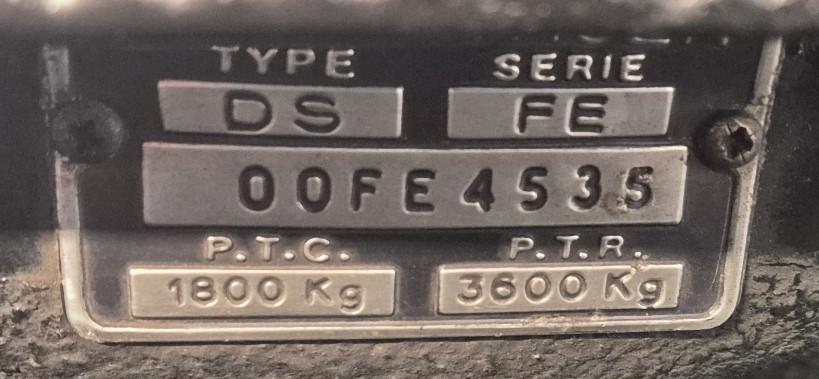 TYPE SERIE
DS FE
00FE4535
P.T.C. P.T.R.
1800 Kg 3600 Kg